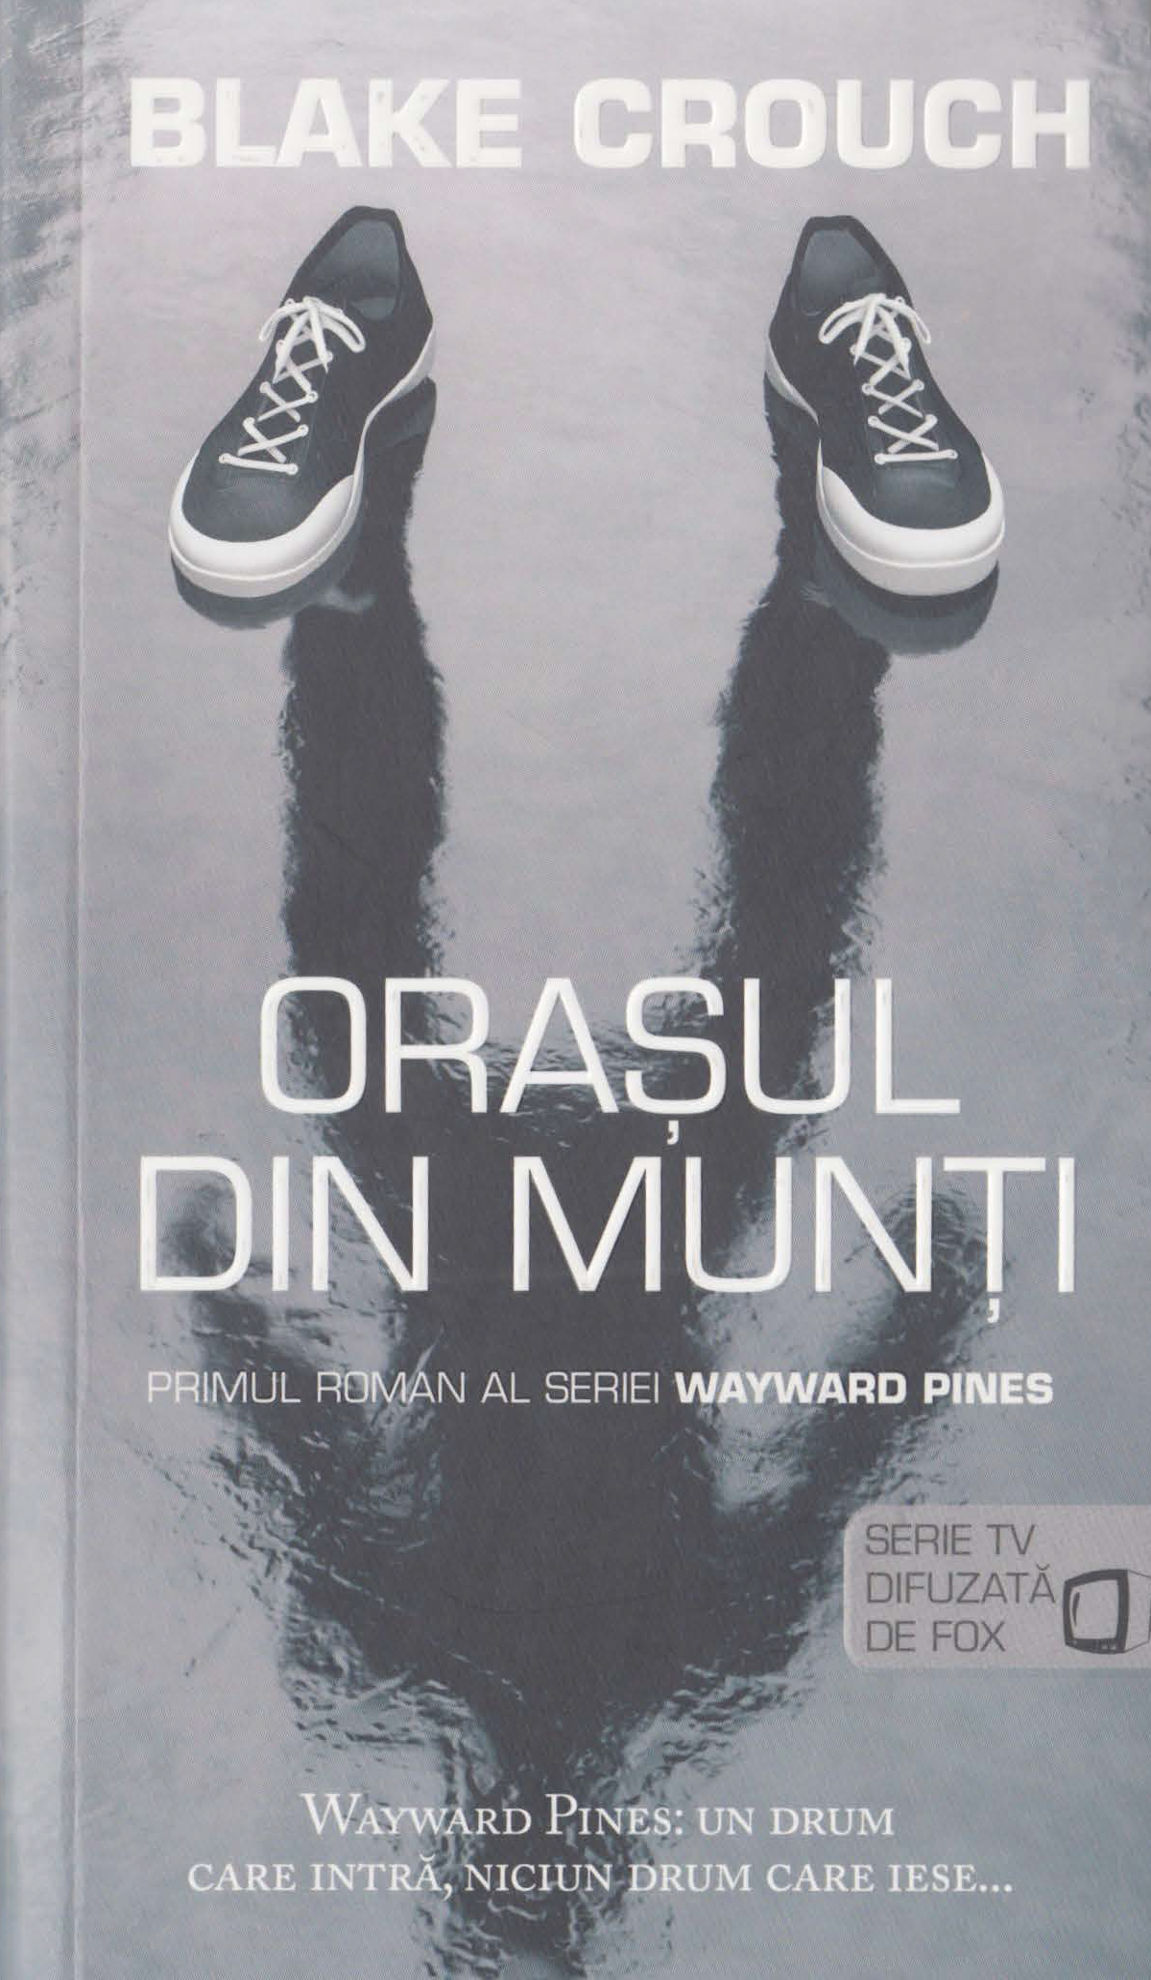 BLAKE CROUCH
ORAȘUL
DIN MUNȚI
PRIMUL ROMAN AL SERIEI WAYWARD PINES
SERIE TV
DIFUZATĂ
DE FOX
WAYWARD PINES: UN DRUM
CARE INTRĂ, NICIUN DRUM CARE IESE...